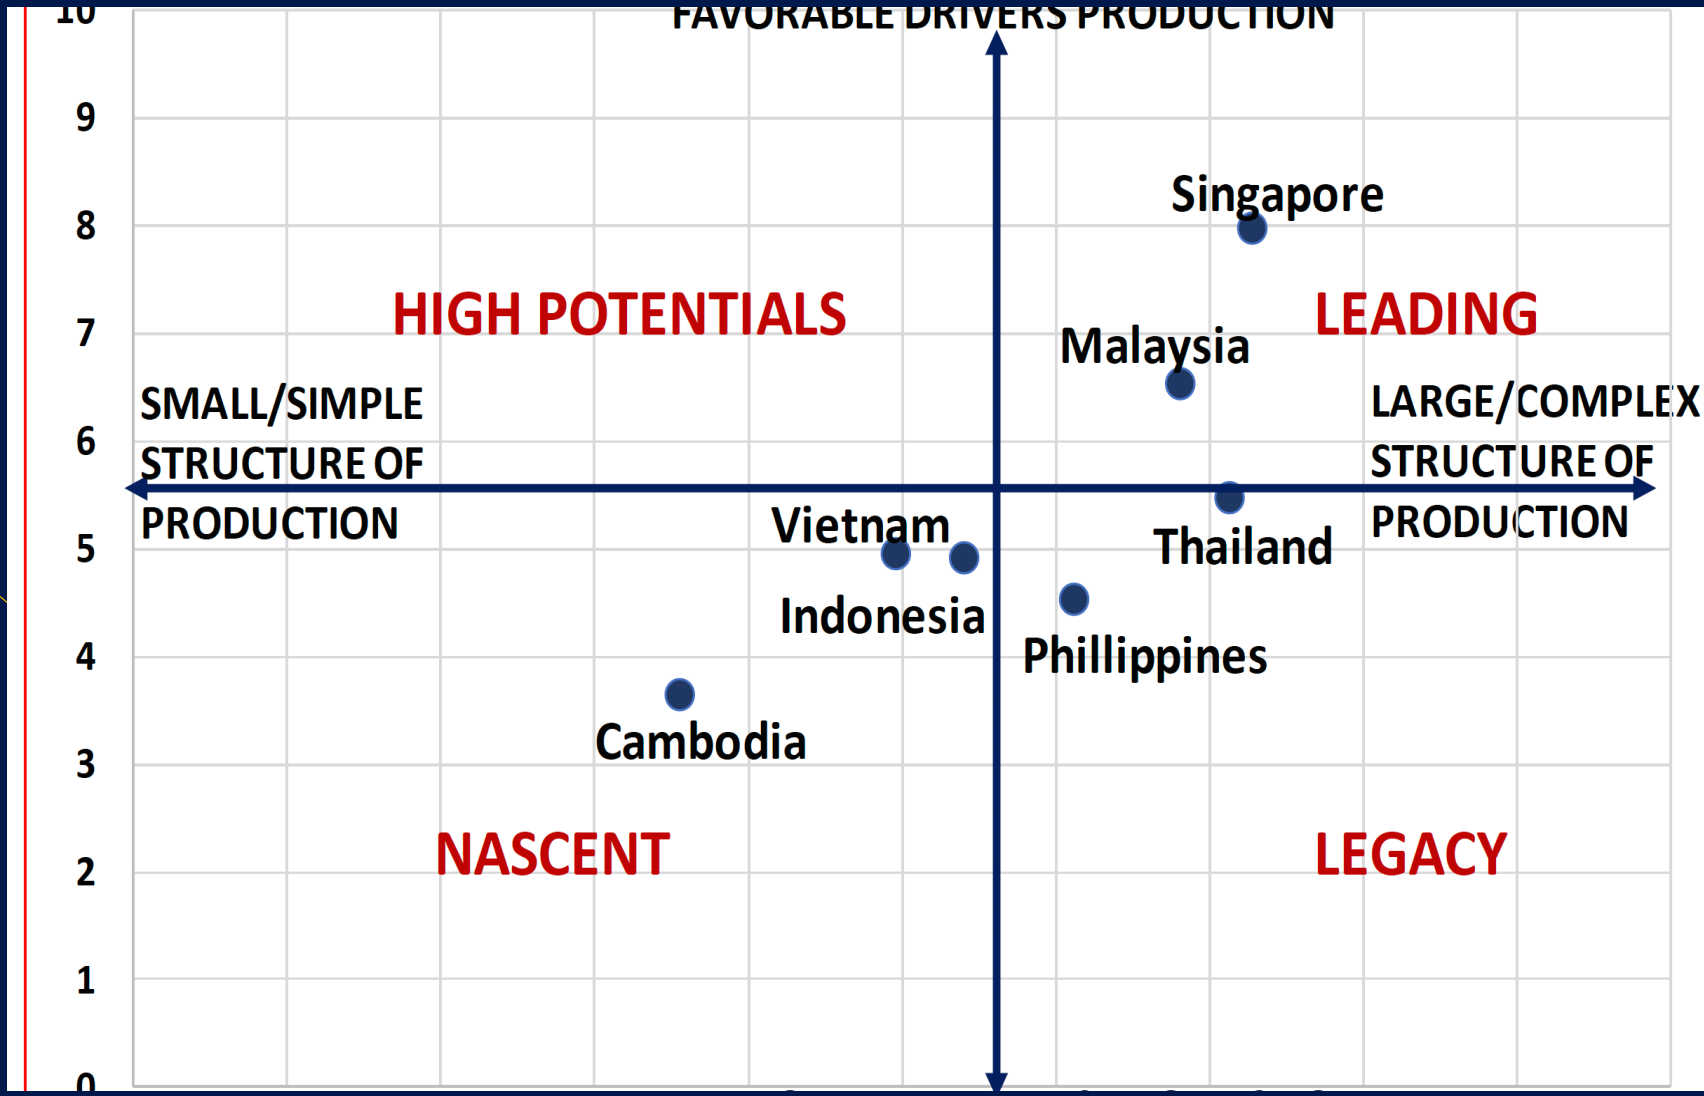 10
FAVORABLE DRIVERS PRODUCTION
9
Singapore
8
HIGH POTENTIALS
LEADING
7
Malaysia
SMALL/SIMPLE
STRUCTURE OF
PRODUCTION
LARGE/COMPLEX
STRUCTURE OF
PRODUCTION
6
Vietnam
Thailand
5
Indonesia
Phillippines
4
Cambodia
3
NASCENT
LEGACY
2
1
0